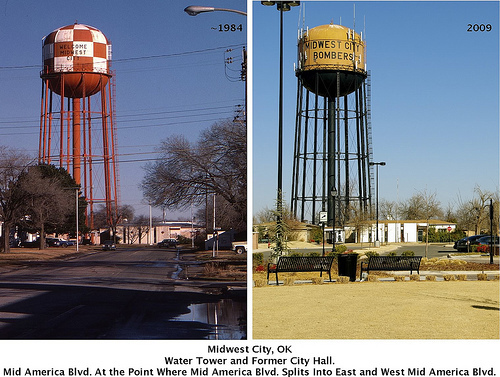 ~1984
2009
WELCOME
MIDWEST
CITY
MIDWEST CITY
BOMBERS
Midwest City, OK
Water Tower and Former City Hall.
Mid America Blvd. At the Point Where Mid America Blvd. Splits Into East and West Mid America Blvd.